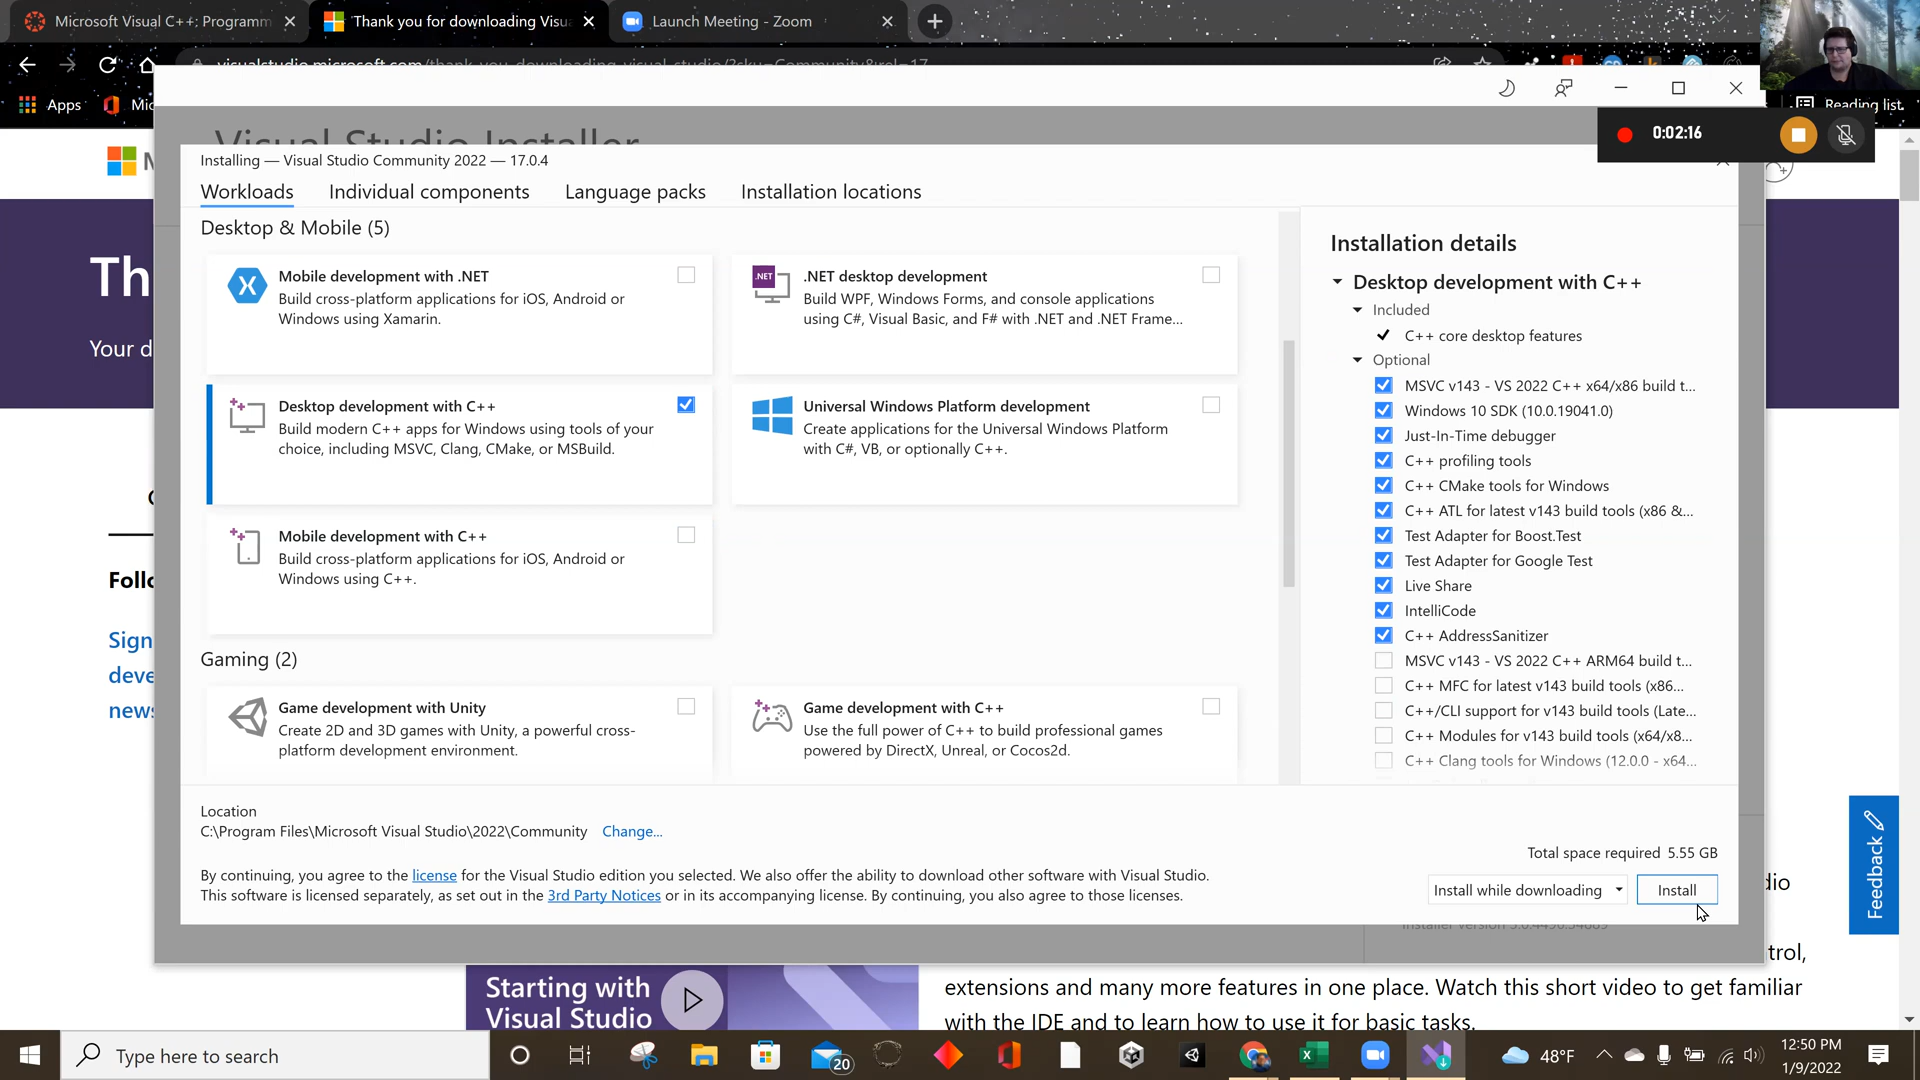 Microsoft Visual C++: Programm
Thank you for downloading Visu
Launch Meeting - Zoom
visualstudio.microsoft.com/thank-you-downloading-visual-studio/?sku=Community&rel=17
Apps
Mic
Reading list
0:02:16
Visual Studio Installer
Installing — Visual Studio Community 2022 — 17.0.4
Workloads
Individual components
Language packs
Installation locations
Desktop & Mobile (5)
Mobile development with .NET
Build cross-platform applications for iOS, Android or
Windows using Xamarin.
.NET
.NET desktop development
Build WPF, Windows Forms, and console applications
using C#, Visual Basic, and F# with .NET and .NET Frame...
Desktop development with C++
Build modern C++ apps for Windows using tools of your
choice, including MSVC, Clang, CMake, or MSBuild.
Universal Windows Platform development
Create applications for the Universal Windows Platform
with C#, VB, or optionally C++.
Mobile development with C++
Build cross-platform applications for iOS, Android or
Windows using C++.
Gaming (2)
Game development with Unity
Create 2D and 3D games with Unity, a powerful cross-
platform development environment.
Game development with C++
Use the full power of C++ to build professional games
powered by DirectX, Unreal, or Cocos2d.
Installation details
Desktop development with C++
Included
C++ core desktop features
Optional
MSVC v143 - VS 2022 C++ x64/x86 build t...
Windows 10 SDK (10.0.19041.0)
Just-In-Time debugger
C++ profiling tools
C++ CMake tools for Windows
C++ ATL for latest v143 build tools (x86 &...
Test Adapter for Boost.Test
Test Adapter for Google Test
Live Share
IntelliCode
C++ AddressSanitizer
MSVC v143 - VS 2022 C++ ARM64 build t...
C++ MFC for latest v143 build tools (x86...
C++/CLI support for v143 build tools (Late...
C++ Modules for v143 build tools (x64/x8...
C++ Clang tools for Windows (12.0.0 - x64...
Location
C:\Program Files\Microsoft Visual Studio\2022\Community Change...
By continuing, you agree to the license for the Visual Studio edition you selected. We also offer the ability to download other software with Visual Studio.
This software is licensed separately, as set out in the 3rd Party Notices or in its accompanying license. By continuing, you also agree to those licenses.
Total space required 5.55 GB
Install while downloading
Install
Th
Your d
Follo
Sign
deve
news
dio
trol,
extensions and many more features in one place. Watch this short video to get familiar
with the IDE and to learn how to use it for basic tasks.
Starting with
Visual Studio
Feedback
Type here to search
20
48°F
12:50 PM
1/9/2022